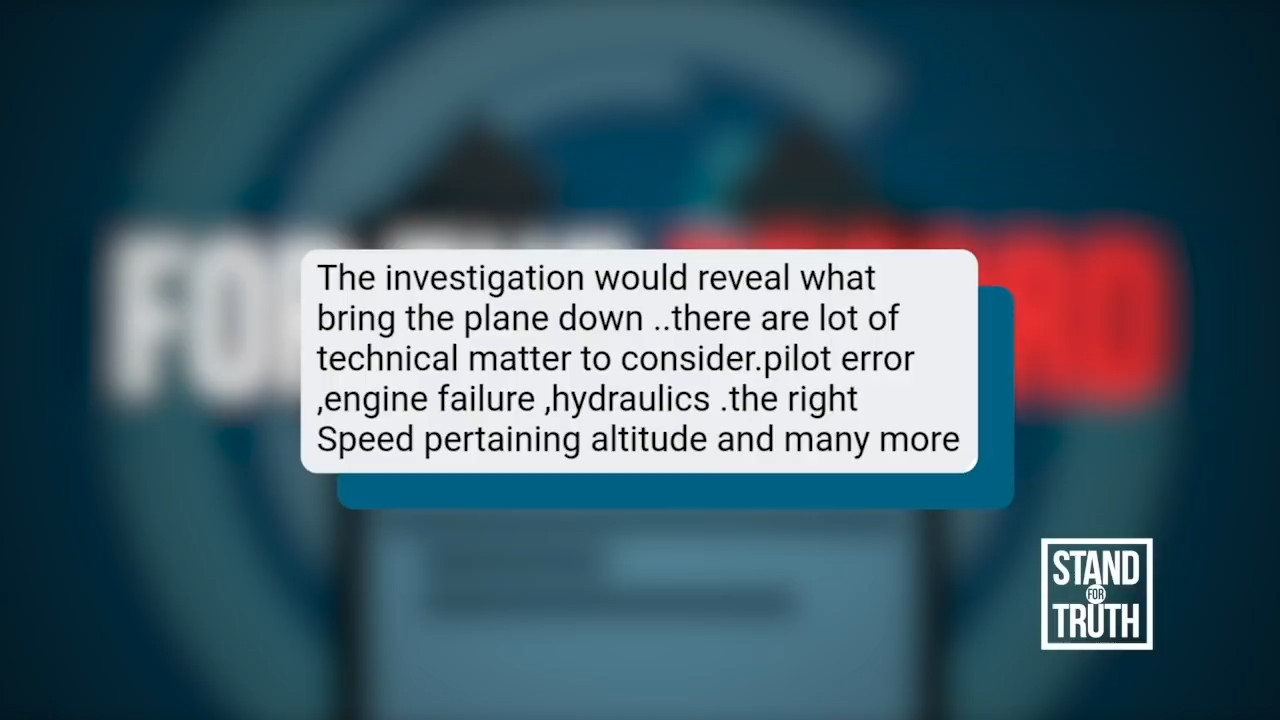 The investigation would reveal what
bring the plane down ..there are lot of
technical matter to consider.pilot error
,engine failure ,hydraulics .the right
Speed pertaining altitude and many more
STAND
FOR
TRUTH